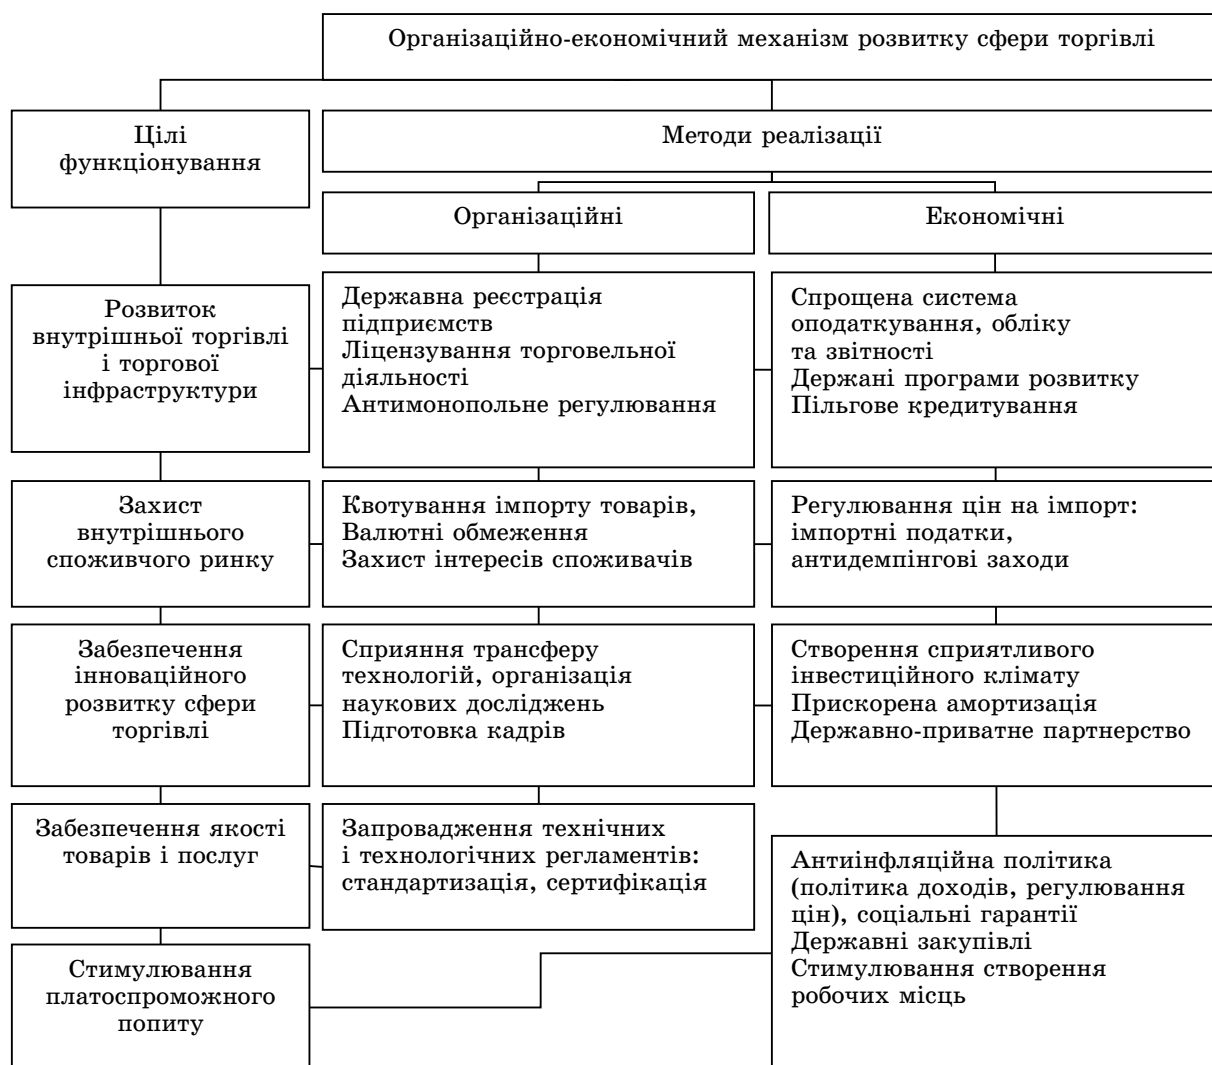 Організаційно-економічний механізм розвитку сфери торгівлі
Цілі
функціонування
Методи реалізації
Організаційні
Економічні
Розвиток
внутрішньої торгівлі
і торгової
інфраструктури
Державна реєстрація
підприємств
Ліцензування торговельної
діяльності
Антимонопольне регулювання
Спрощена система
оподаткування, обліку
та звітності
Держані програми розвитку
Пільгове кредитування
Захист
внутрішнього
споживчого ринку
Квотування імпорту товарів,
Валютні обмеження
Захист інтересів споживачів
Регулювання цін на імпорт:
імпортні податки,
антидемпінгові заходи
Забезпечення
інноваційного
розвитку сфери
торгівлі
Сприяння трансферу
технологій, організація
наукових досліджень
Підготовка кадрів
Створення сприятливого
інвестиційного клімату
Прискорена амортизація
Державно-приватне партнерство
Забезпечення якості
товарів і послуг
Запровадження технічних
і технологічних регламентів:
стандартизація, сертифікація
Антиінфляційна політика
(політика доходів, регулювання
цін), соціальні гарантії
Державні закупівлі
Стимулювання створення
робочих місць
Стимулювання
платоспроможного
попиту